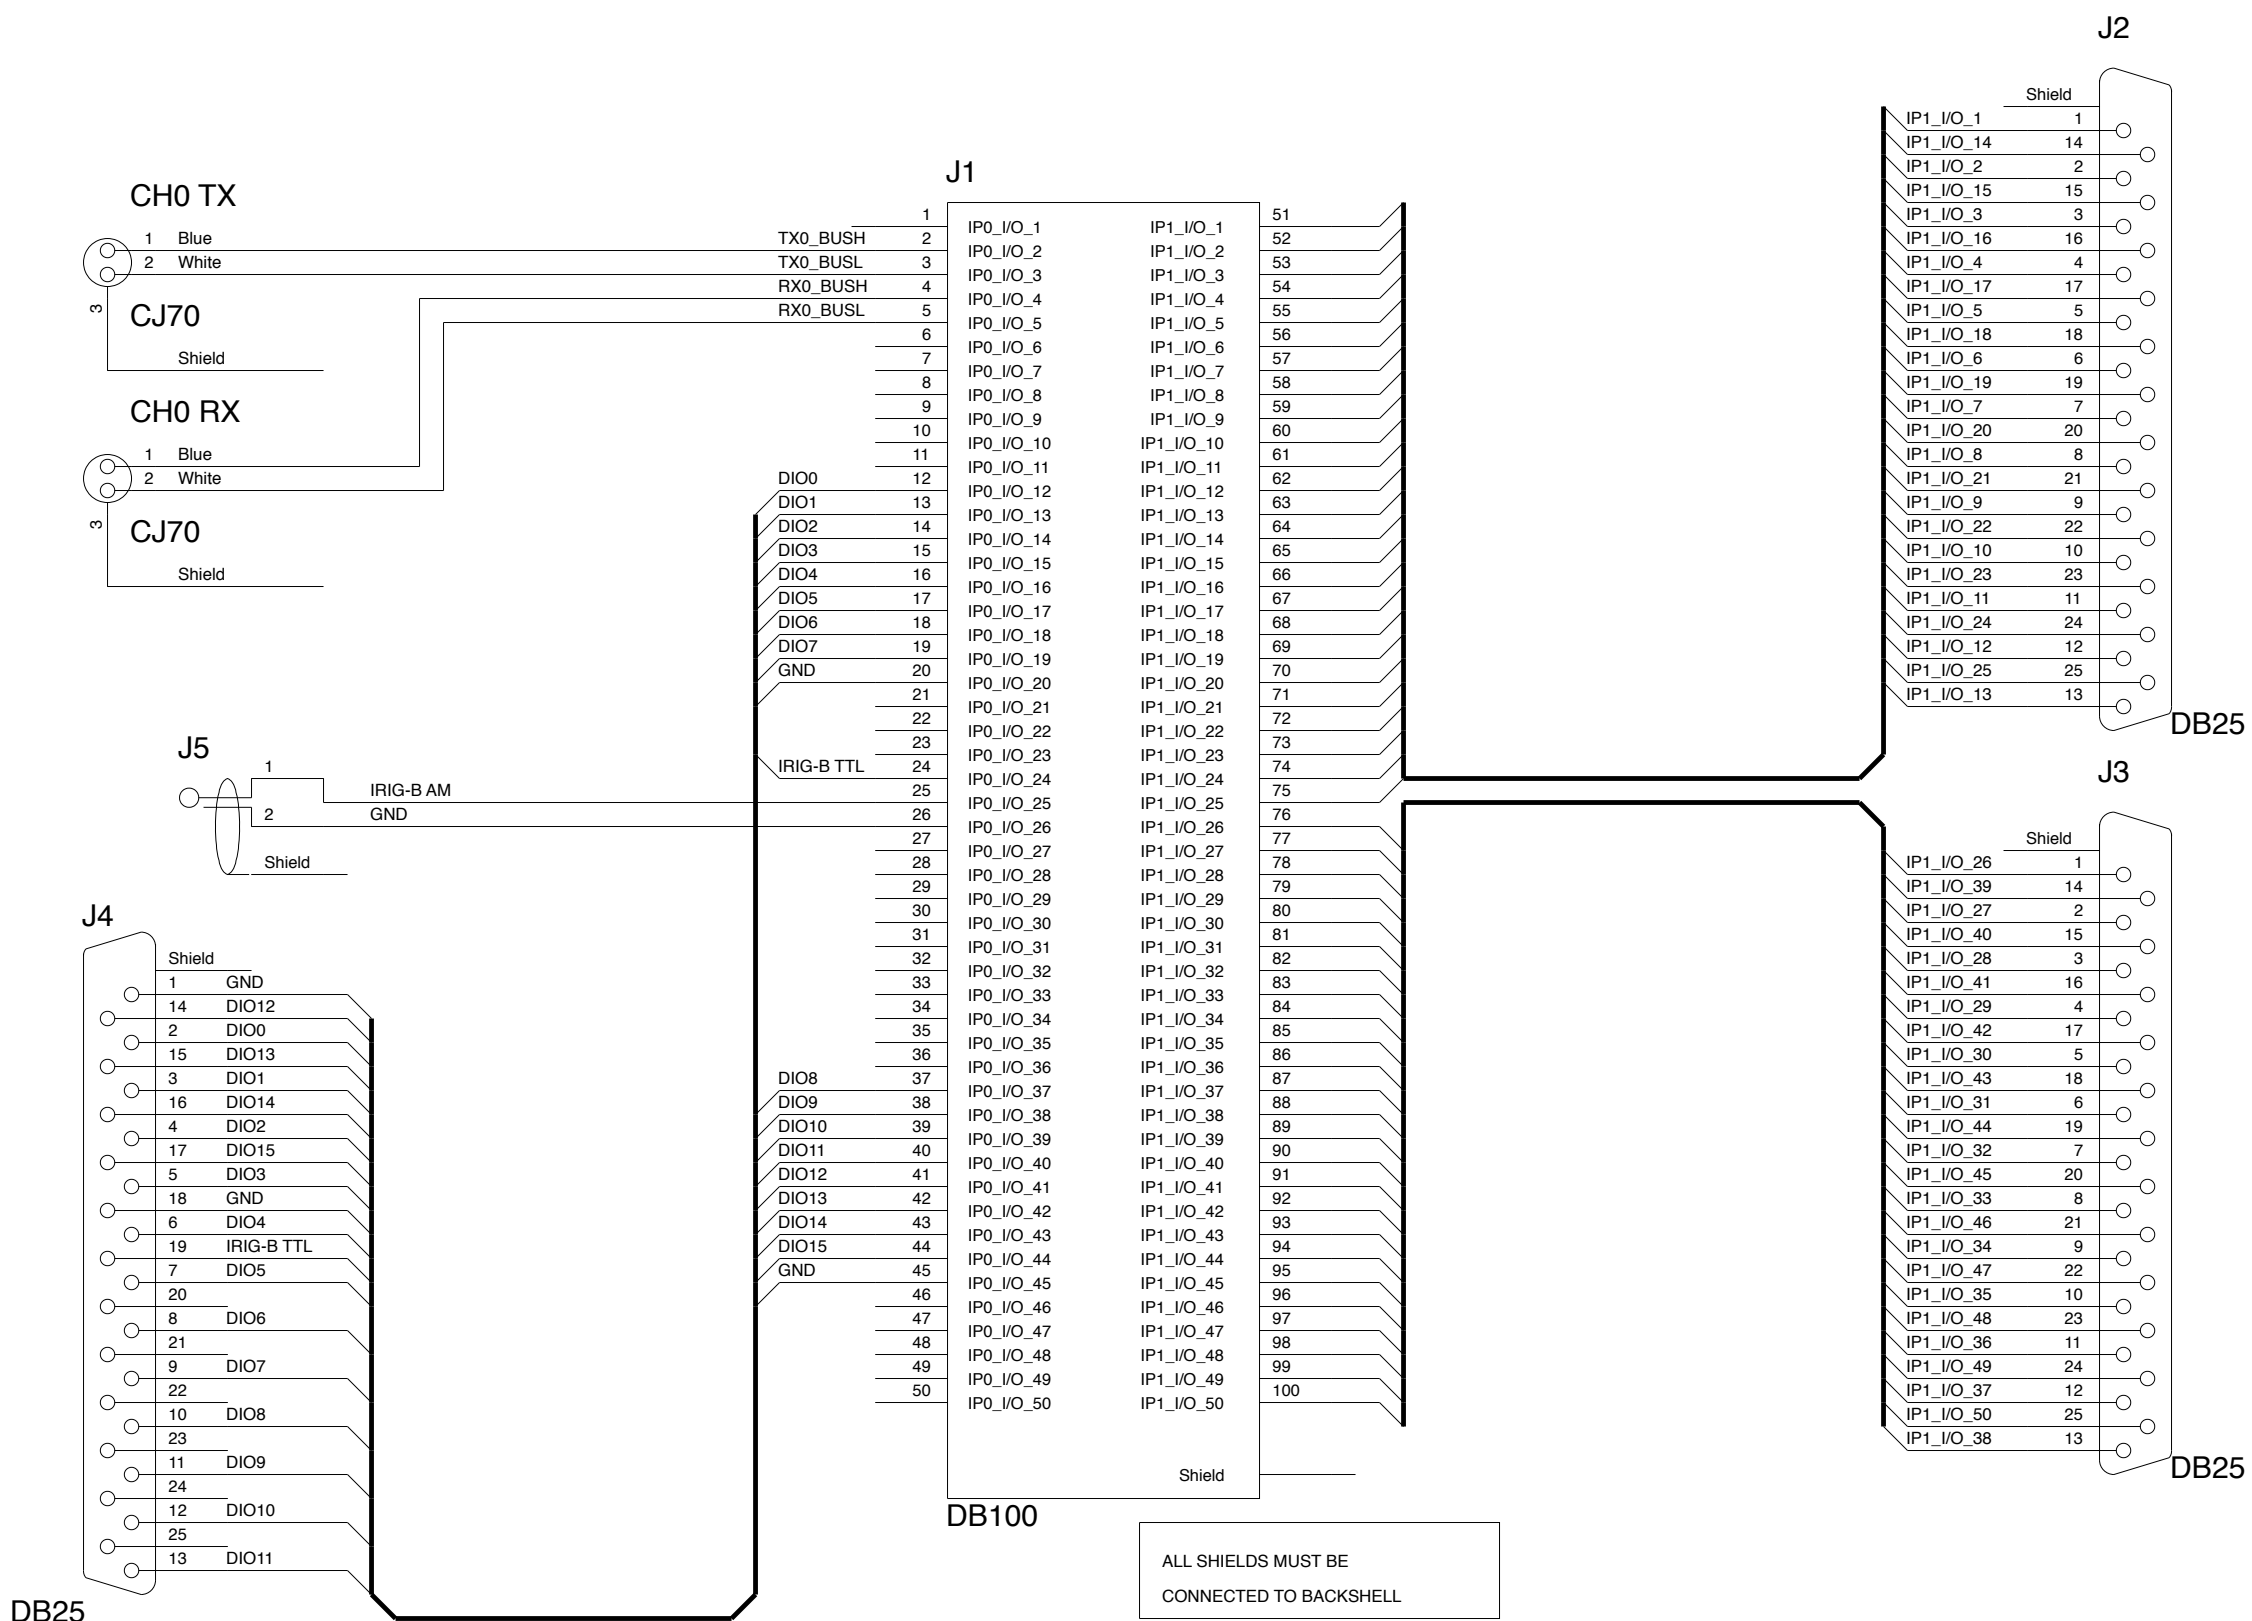 J2
Shield
IP1_I/O_1 1
IP1_I/O_14 14
IP1_I/O_2 2
IP1_I/O_15 15
IP1_I/O_3 3
IP1_I/O_16 16
IP1_I/O_4 4
IP1_I/O_17 17
IP1_I/O_5 5
IP1_I/O_18 18
IP1_I/O_6 6
IP1_I/O_19 19
IP1_I/O_7 7
IP1_I/O_20 20
IP1_I/O_8 8
IP1_I/O_21 21
IP1_I/O_9 9
IP1_I/O_22 22
IP1_I/O_10 10
IP1_I/O_23 23
IP1_I/O_11 11
IP1_I/O_24 24
IP1_I/O_12 12
IP1_I/O_25 25
IP1_I/O_13 13
DB25
CH0 TX
1 Blue
2 White
3
CJ70
Shield
CH0 RX
1 Blue
2 White
3
CJ70
Shield
J5
1
IRIG-B AM
2 GND
Shield
J4
Shield
1 GND
14 DIO12
2 DIO0
15 DIO13
3 DIO1
16 DIO14
4 DIO2
17 DIO15
5 DIO3
18 GND
6 DIO4
19 IRIG-B TTL
7 DIO5
20
8 DIO6
21
9 DIO7
22
10 DIO8
23
11 DIO9
24
12 DIO10
25
13 DIO11
DB25
J1
1 IP0_I/O_1 IP1_I/O_1 51
TX0_BUSH 2 IP0_I/O_2 IP1_I/O_2 52
TX0_BUSL 3 IP0_I/O_3 IP1_I/O_3 53
RX0_BUSH 4 IP0_I/O_4 IP1_I/O_4 54
RX0_BUSL 5 IP0_I/O_5 IP1_I/O_5 55
6 IP0_I/O_6 IP1_I/O_6 56
7 IP0_I/O_7 IP1_I/O_7 57
8 IP0_I/O_8 IP1_I/O_8 58
9 IP0_I/O_9 IP1_I/O_9 59
10 IP0_I/O_10 IP1_I/O_10 60
11 IP0_I/O_11 IP1_I/O_11 61
DIO0 12 IP0_I/O_12 IP1_I/O_12 62
DIO1 13 IP0_I/O_13 IP1_I/O_13 63
DIO2 14 IP0_I/O_14 IP1_I/O_14 64
DIO3 15 IP0_I/O_15 IP1_I/O_15 65
DIO4 16 IP0_I/O_16 IP1_I/O_16 66
DIO5 17 IP0_I/O_17 IP1_I/O_17 67
DIO6 18 IP0_I/O_18 IP1_I/O_18 68
DIO7 19 IP0_I/O_19 IP1_I/O_19 69
GND 20 IP0_I/O_20 IP1_I/O_20 70
21 IP0_I/O_21 IP1_I/O_21 71
22 IP0_I/O_22 IP1_I/O_22 72
23 IP0_I/O_23 IP1_I/O_23 73
IRIG-B TTL 24 IP0_I/O_24 IP1_I/O_24 74
25 IP0_I/O_25 IP1_I/O_25 75
26 IP0_I/O_26 IP1_I/O_26 76
27 IP0_I/O_27 IP1_I/O_27 77
28 IP0_I/O_28 IP1_I/O_28 78
29 IP0_I/O_29 IP1_I/O_29 79
30 IP0_I/O_30 IP1_I/O_30 80
31 IP0_I/O_31 IP1_I/O_31 81
32 IP0_I/O_32 IP1_I/O_32 82
33 IP0_I/O_33 IP1_I/O_33 83
34 IP0_I/O_34 IP1_I/O_34 84
35 IP0_I/O_35 IP1_I/O_35 85
36 IP0_I/O_36 IP1_I/O_36 86
DIO8 37 IP0_I/O_37 IP1_I/O_37 87
DIO9 38 IP0_I/O_38 IP1_I/O_38 88
DIO10 39 IP0_I/O_39 IP1_I/O_39 89
DIO11 40 IP0_I/O_40 IP1_I/O_40 90
DIO12 41 IP0_I/O_41 IP1_I/O_41 91
DIO13 42 IP0_I/O_42 IP1_I/O_42 92
DIO14 43 IP0_I/O_43 IP1_I/O_43 93
DIO15 44 IP0_I/O_44 IP1_I/O_44 94
GND 45 IP0_I/O_45 IP1_I/O_45 95
46 IP0_I/O_46 IP1_I/O_46 96
47 IP0_I/O_47 IP1_I/O_47 97
48 IP0_I/O_48 IP1_I/O_48 98
49 IP0_I/O_49 IP1_I/O_49 99
50 IP0_I/O_50 IP1_I/O_50 100
Shield
DB100
J3
Shield
IP1_I/O_26 1
IP1_I/O_39 14
IP1_I/O_27 2
IP1_I/O_40 15
IP1_I/O_28 3
IP1_I/O_41 16
IP1_I/O_29 4
IP1_I/O_42 17
IP1_I/O_30 5
IP1_I/O_43 18
IP1_I/O_31 6
IP1_I/O_44 19
IP1_I/O_32 7
IP1_I/O_45 20
IP1_I/O_33 8
IP1_I/O_46 21
IP1_I/O_34 9
IP1_I/O_47 22
IP1_I/O_35 10
IP1_I/O_48 23
IP1_I/O_36 11
IP1_I/O_49 24
IP1_I/O_37 12
IP1_I/O_50 25
IP1_I/O_38 13
DB25
ALL SHIELDS MUST BE
CONNECTED TO BACKSHELL